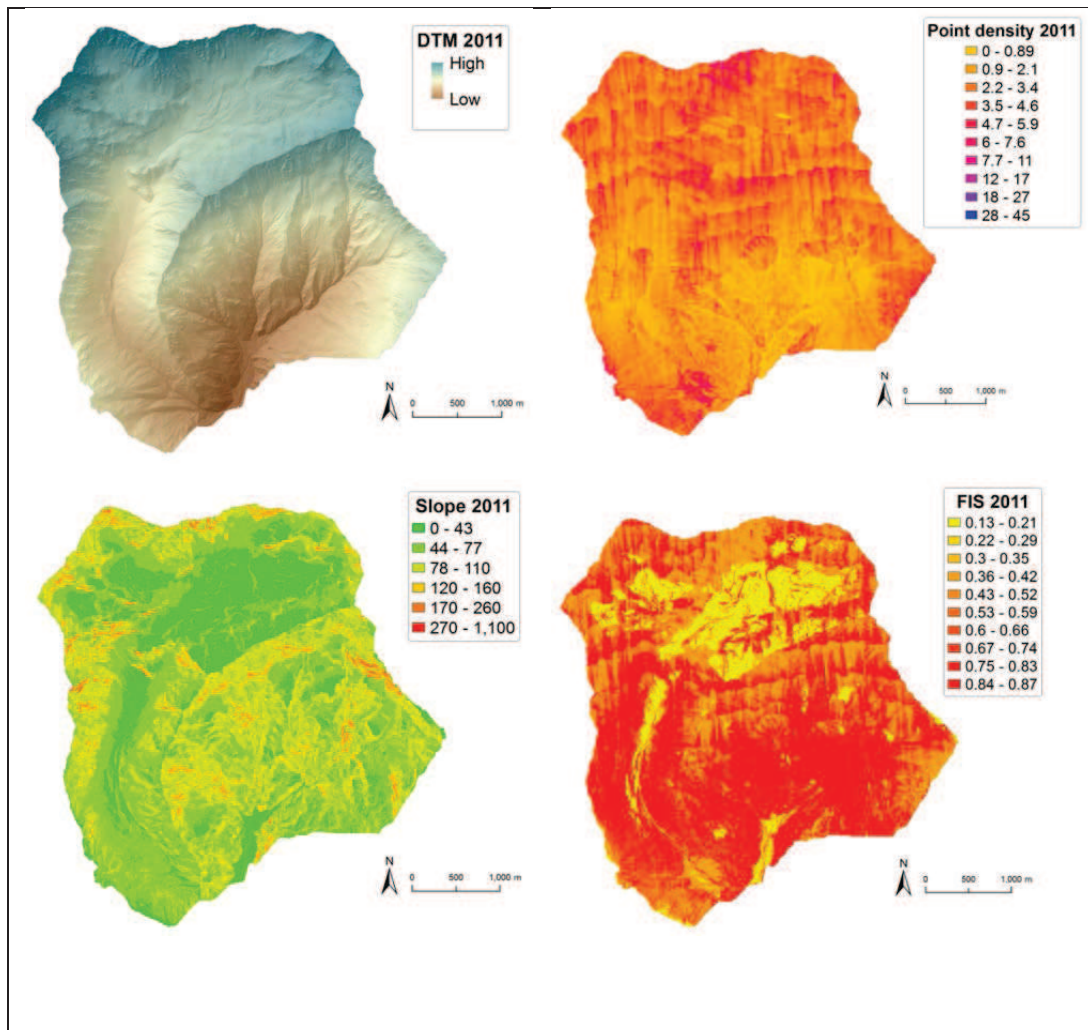 DTM 2011
High
Low
N
0 500 1,000 m
Point density 2011
0 - 0.89
0.9 - 2.1
2.2 - 3.4
3.5 - 4.6
4.7 - 5.9
6 - 7.6
7.7 - 11
12 - 17
18 - 27
28 - 45
N
0 500 1,000 m
Slope 2011
0 - 43
44 - 77
78 - 110
120 - 160
170 - 260
270 - 1,100
N
0 500 1,000 m
FIS 2011
0.13 - 0.21
0.22 - 0.29
0.3 - 0.35
0.36 - 0.42
0.43 - 0.52
0.53 - 0.59
0.6 - 0.66
0.67 - 0.74
0.75 - 0.83
0.84 - 0.87
N
0 500 1,000 m